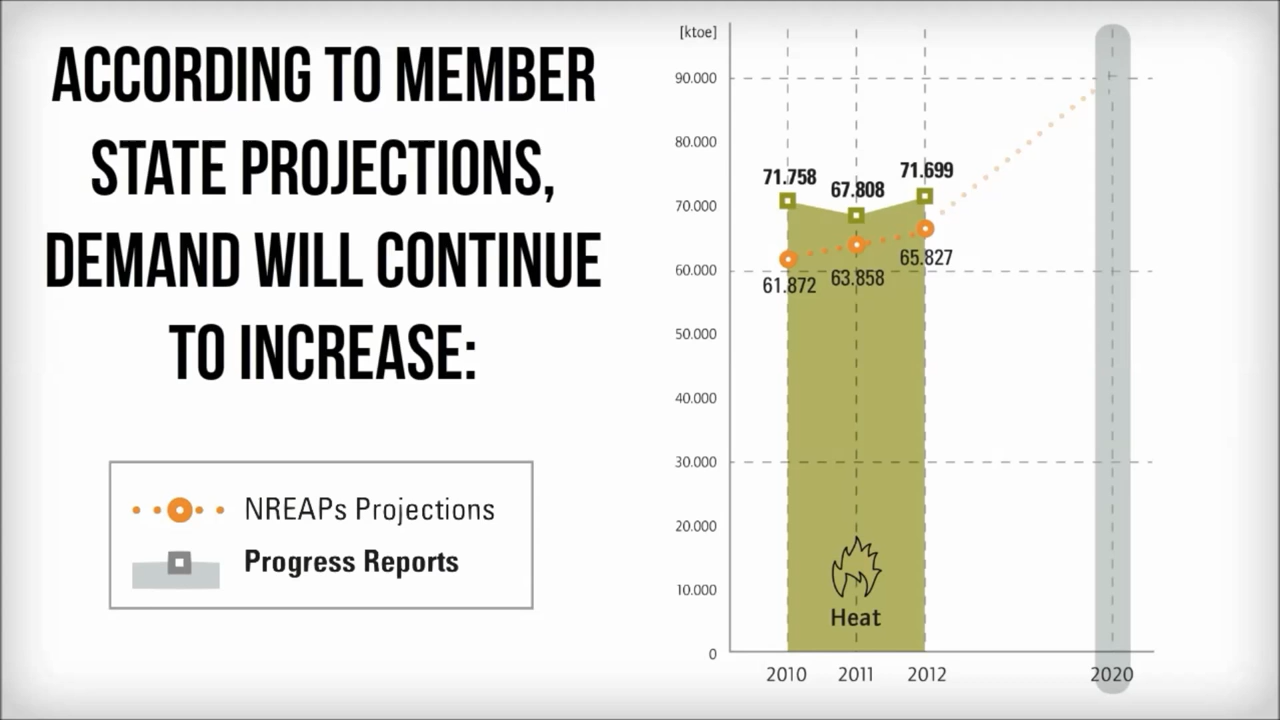 ACCORDING TO MEMBER
STATE PROJECTIONS,
DEMAND WILL CONTINUE
TO INCREASE:
NREAPs Projections
Progress Reports
[ktoe]
90.000
80.000
70.000
60.000
50.000
40.000
30.000
20.000
10.000
0
71.758
67.808
71.699
61.872
63.858
65.827
Heat
2010
2011
2012
2020